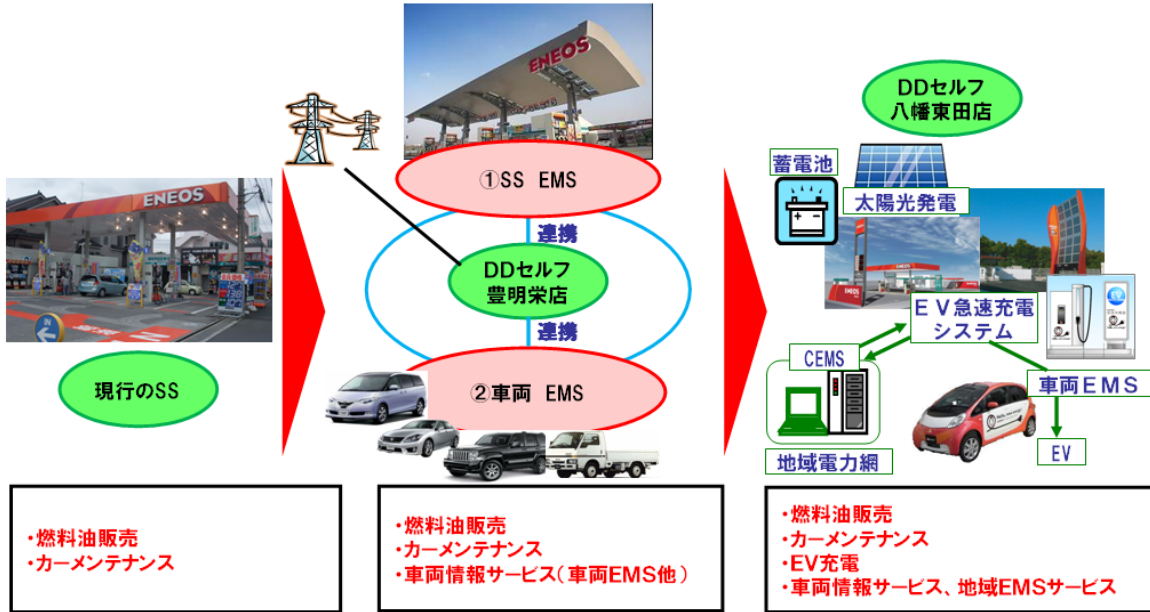 ENEOS
現行のSS
・燃料油販売
・カーメンテナンス
ENEOS
①SS EMS
連携
DDセルフ
豊明栄店
連携
②車両 EMS
・燃料油販売
・カーメンテナンス
・車両情報サービス(車両EMS他)
DDセルフ
八幡東田店
蓄電池
太陽光発電
ENEOS
EV急速充電
システム
EV
CEMS
車両EMS
EV
地域電力網
・燃料油販売
・カーメンテナンス
・EV充電
・車両情報サービス、地域EMSサービス